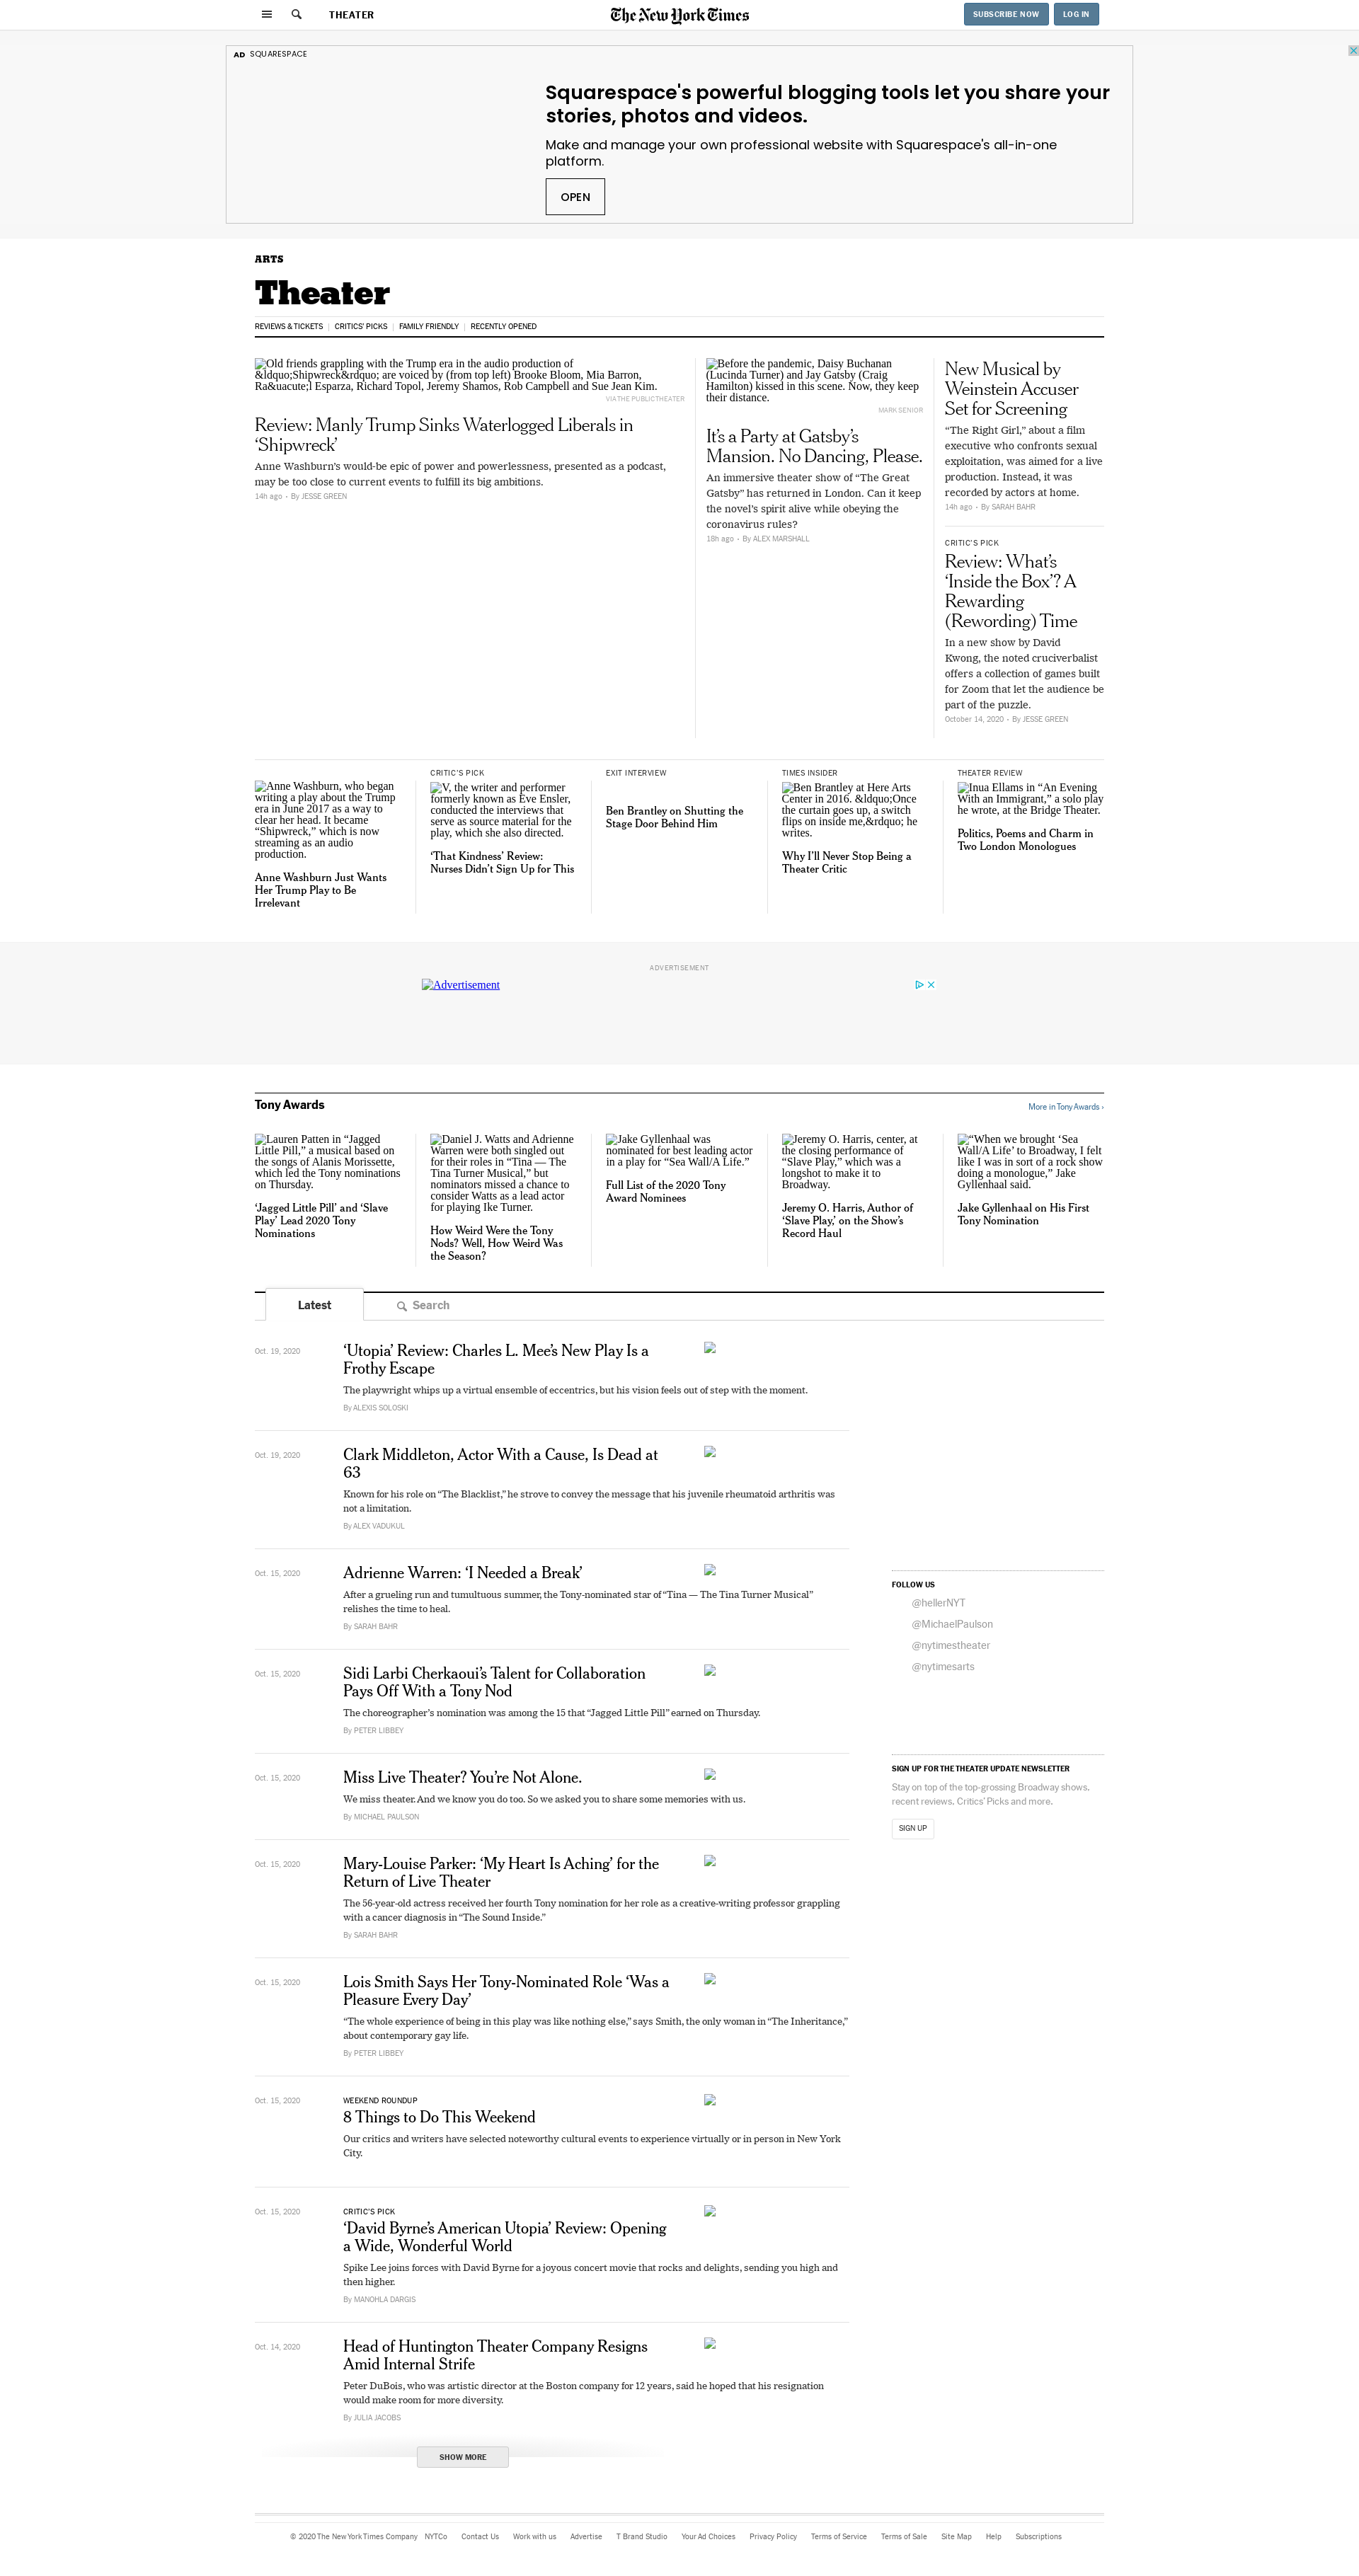 THEATER
The New York Times
SUBSCRIBE NOW
LOG IN
AD SQUARESPACE
Squarespace's powerful blogging tools let you share your
stories, photos and videos.
Make and manage your own professional website with Squarespace's all-in-one
platform.
OPEN
ARTS
Theater
REVIEWS & TICKETS
CRITICS' PICKS
FAMILY FRIENDLY
RECENTLY OPENED
Old friends grappling with the Trump era in the audio production of
&ldquo;Shipwreck&rdquo; are voiced by (from top left) Brooke Bloom, Mia Barron,
Ra&uacute;l Esparza, Richard Topol, Jeremy Shamos, Rob Campbell and Sue Jean Kim.
VIA THE PUBLIC THEATER
Review: Manly Trump Sinks Waterlogged Liberals in
‘Shipwreck’
Anne Washburn’s would-be epic of power and powerlessness, presented as a podcast,
may be too close to current events to fulfill its big ambitions.
14h ago • By JESSE GREEN
Before the pandemic, Daisy Buchanan
(Lucinda Turner) and Jay Gatsby (Craig
Hamilton) kissed in this scene. Now, they keep
their distance.
MARK SENIOR
It’s a Party at Gatsby’s
Mansion. No Dancing, Please.
An immersive theater show of “The Great
Gatsby” has returned in London. Can it keep
the novel’s spirit alive while obeying the
coronavirus rules?
18h ago • By ALEX MARSHALL
New Musical by
Weinstein Accuser
Set for Screening
“The Right Girl,” about a film
executive who confronts sexual
exploitation, was aimed for a live
production. Instead, it was
recorded by actors at home.
14h ago • By SARAH BAHR
CRITIC’S PICK
Review: What’s
‘Inside the Box’? A
Rewarding
(Rewording) Time
In a new show by David
Kwong, the noted cruciverbalist
offers a collection of games built
for Zoom that let the audience be
part of the puzzle.
October 14, 2020 • By JESSE GREEN
Anne Washburn, who began
writing a play about the Trump
era in June 2017 as a way to
clear her head. It became
“Shipwreck,” which is now
streaming as an audio
production.
Anne Washburn Just Wants
Her Trump Play to Be
Irrelevant
CRITIC’S PICK
V, the writer and performer
formerly known as Eve Ensler,
conducted the interviews that
serve as source material for the
play, which she also directed.
‘That Kindness’ Review:
Nurses Didn’t Sign Up for This
EXIT INTERVIEW
Ben Brantley on Shutting the
Stage Door Behind Him
TIMES INSIDER
Ben Brantley at Here Arts
Center in 2016. &ldquo;Once
the curtain goes up, a switch
flips on inside me,&rdquo; he
writes.
Why I’ll Never Stop Being a
Theater Critic
THEATER REVIEW
Inua Ellams in “An Evening
With an Immigrant,” a solo play
he wrote, at the Bridge Theater.
Politics, Poems and Charm in
Two London Monologues
ADVERTISEMENT
Advertisement
Tony Awards
More in Tony Awards ›
Lauren Patten in “Jagged
Little Pill,” a musical based on
the songs of Alanis Morissette,
which led the Tony nominations
on Thursday.
‘Jagged Little Pill’ and ‘Slave
Play’ Lead 2020 Tony
Nominations
Daniel J. Watts and Adrienne
Warren were both singled out
for their roles in “Tina — The
Tina Turner Musical,” but
nominators missed a chance to
consider Watts as a lead actor
for playing Ike Turner.
How Weird Were the Tony
Nods? Well, How Weird Was
the Season?
Jake Gyllenhaal was
nominated for best leading actor
in a play for “Sea Wall/A Life.”
Full List of the 2020 Tony
Award Nominees
Jeremy O. Harris, center, at
the closing performance of
“Slave Play,” which was a
longshot to make it to
Broadway.
Jeremy O. Harris, Author of
‘Slave Play,’ on the Show’s
Record Haul
“When we brought ‘Sea
Wall/A Life’ to Broadway, I felt
like I was in sort of a rock show
doing a monologue,” Jake
Gyllenhaal said.
Jake Gyllenhaal on His First
Tony Nomination
Latest
Search
Oct. 19, 2020
‘Utopia’ Review: Charles L. Mee’s New Play Is a
Frothy Escape
The playwright whips up a virtual ensemble of eccentrics, but his vision feels out of step with the moment.
By ALEXIS SOLOSKI
Oct. 19, 2020
Clark Middleton, Actor With a Cause, Is Dead at
63
Known for his role on “The Blacklist,” he strove to convey the message that his juvenile rheumatoid arthritis was
not a limitation.
By ALEX VADUKUL
Oct. 15, 2020
Adrienne Warren: ‘I Needed a Break’
After a grueling run and tumultuous summer, the Tony-nominated star of “Tina — The Tina Turner Musical”
relishes the time to heal.
By SARAH BAHR
Oct. 15, 2020
Sidi Larbi Cherkaoui’s Talent for Collaboration
Pays Off With a Tony Nod
The choreographer’s nomination was among the 15 that “Jagged Little Pill” earned on Thursday.
By PETER LIBBEY
Oct. 15, 2020
Miss Live Theater? You’re Not Alone.
We miss theater. And we know you do too. So we asked you to share some memories with us.
By MICHAEL PAULSON
Oct. 15, 2020
Mary-Louise Parker: ‘My Heart Is Aching’ for the
Return of Live Theater
The 56-year-old actress received her fourth Tony nomination for her role as a creative-writing professor grappling
with a cancer diagnosis in “The Sound Inside.”
By SARAH BAHR
Oct. 15, 2020
Lois Smith Says Her Tony-Nominated Role ‘Was a
Pleasure Every Day’
“The whole experience of being in this play was like nothing else,” says Smith, the only woman in “The Inheritance,”
about contemporary gay life.
By PETER LIBBEY
Oct. 15, 2020
WEEKEND ROUNDUP
8 Things to Do This Weekend
Our critics and writers have selected noteworthy cultural events to experience virtually or in person in New York
City.
Oct. 15, 2020
CRITIC’S PICK
‘David Byrne’s American Utopia’ Review: Opening
a Wide, Wonderful World
Spike Lee joins forces with David Byrne for a joyous concert movie that rocks and delights, sending you high and
then higher.
By MANOHLA DARGIS
Oct. 14, 2020
Head of Huntington Theater Company Resigns
Amid Internal Strife
Peter DuBois, who was artistic director at the Boston company for 12 years, said he hoped that his resignation
would make room for more diversity.
By JULIA JACOBS
SHOW MORE
FOLLOW US
@hellerNYT
@MichaelPaulson
@nytimestheater
@nytimesarts
SIGN UP FOR THE THEATER UPDATE NEWSLETTER
Stay on top of the top-grossing Broadway shows,
recent reviews, Critics’ Picks and more.
SIGN UP
© 2020 The New York Times Company NYTCo Contact Us Work with us Advertise T Brand Studio Your Ad Choices Privacy Policy Terms of Service Terms of Sale Site Map Help Subscriptions